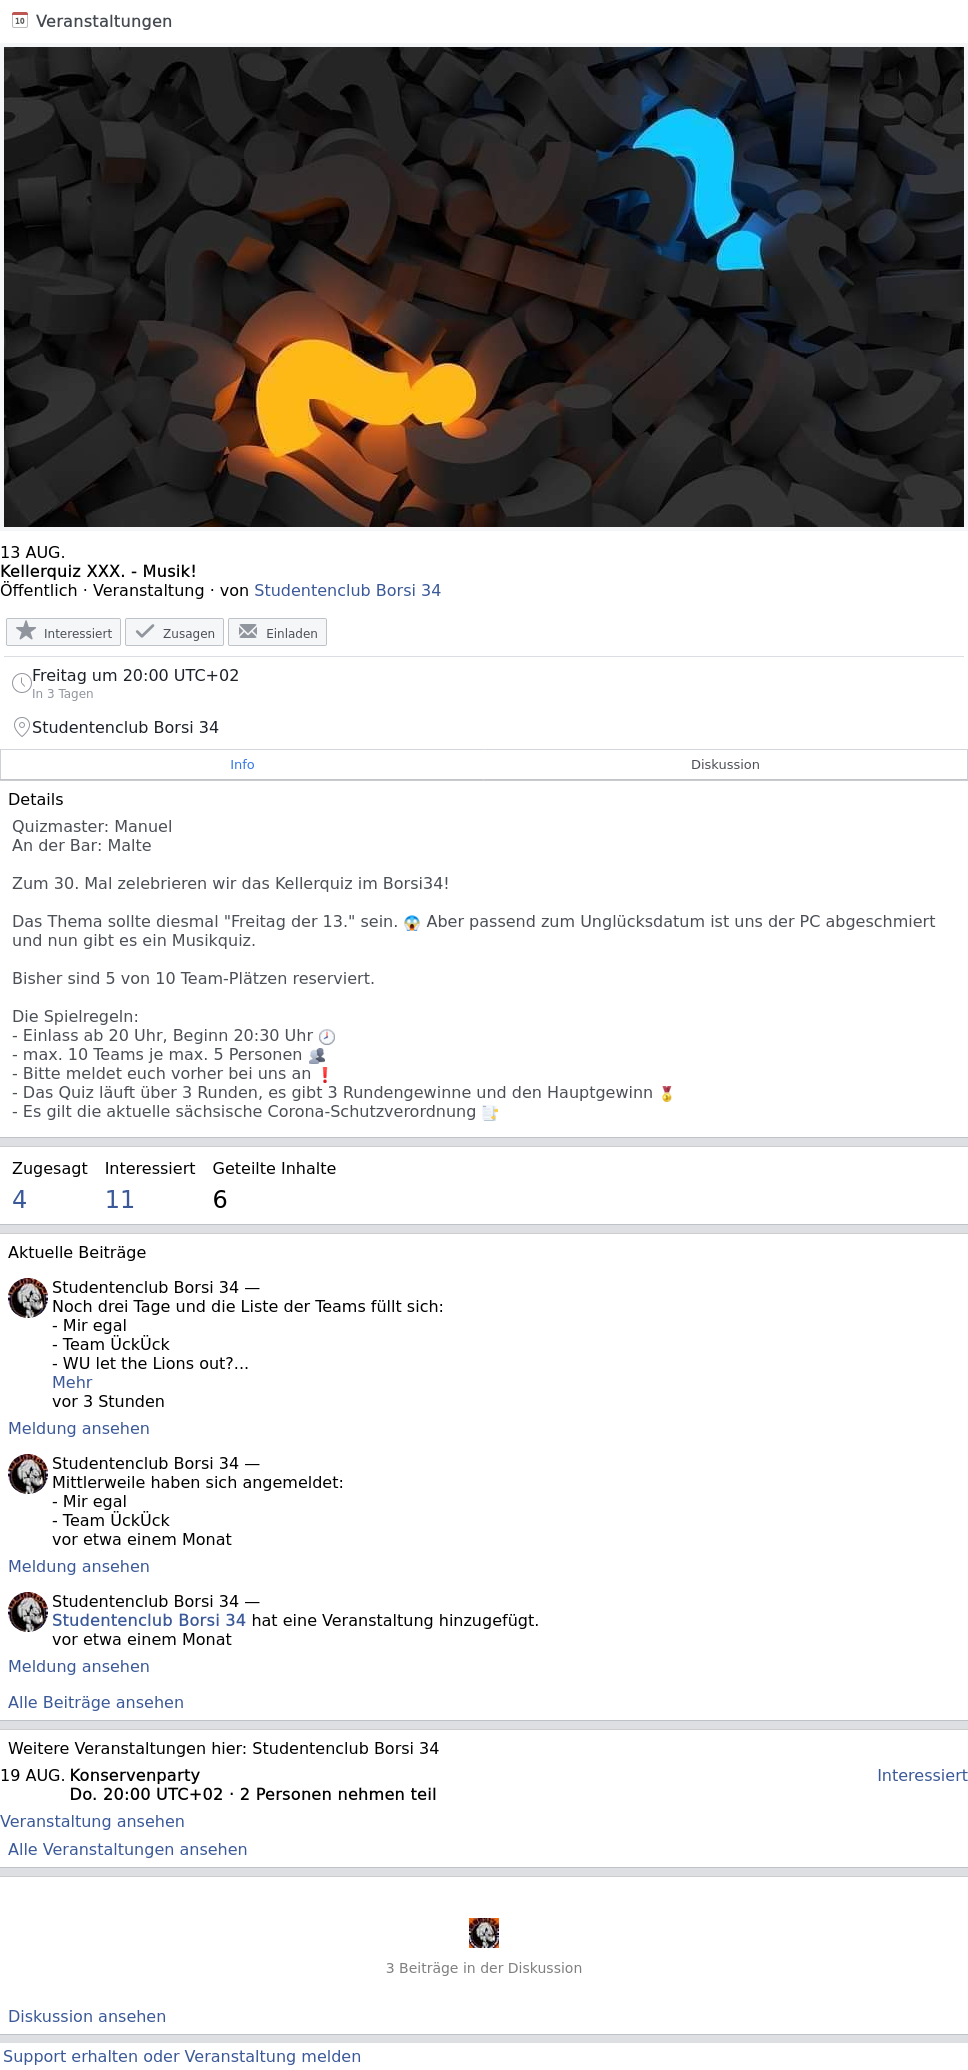 10 Veranstaltungen
13 AUG.
Kellerquiz XXX. - Musik!
Öffentlich · Veranstaltung · von Studentenclub Borsi 34
Interessiert Zusagen Einladen
Freitag um 20:00 UTC+02
In 3 Tagen
Studentenclub Borsi 34
Info Diskussion
Details
Quizmaster: Manuel
An der Bar: Malte
Zum 30. Mal zelebrieren wir das Kellerquiz im Borsi34!
Das Thema sollte diesmal "Freitag der 13." sein. 😱 Aber passend zum Unglücksdatum ist uns der PC abgeschmiert
und nun gibt es ein Musikquiz.
Bisher sind 5 von 10 Team-Plätzen reserviert.
Die Spielregeln:
- Einlass ab 20 Uhr, Beginn 20:30 Uhr 🕗
- max. 10 Teams je max. 5 Personen 👥
- Bitte meldet euch vorher bei uns an ❗
- Das Quiz läuft über 3 Runden, es gibt 3 Rundengewinne und den Hauptgewinn 🏅
- Es gilt die aktuelle sächsische Corona-Schutzverordnung 📑
Zugesagt Interessiert Geteilte Inhalte
4 11 6
Aktuelle Beiträge
Studentenclub Borsi 34 —
Noch drei Tage und die Liste der Teams füllt sich:
- Mir egal
- Team ÜckÜck
- WU let the Lions out?...
Mehr
vor 3 Stunden
Meldung ansehen
Studentenclub Borsi 34 —
Mittlerweile haben sich angemeldet:
- Mir egal
- Team ÜckÜck
vor etwa einem Monat
Meldung ansehen
Studentenclub Borsi 34 —
Studentenclub Borsi 34 hat eine Veranstaltung hinzugefügt.
vor etwa einem Monat
Meldung ansehen
Alle Beiträge ansehen
Weitere Veranstaltungen hier: Studentenclub Borsi 34
19 AUG. Konservenparty Interessiert
Do. 20:00 UTC+02 · 2 Personen nehmen teil
Veranstaltung ansehen
Alle Veranstaltungen ansehen
3 Beiträge in der Diskussion
Diskussion ansehen
Support erhalten oder Veranstaltung melden